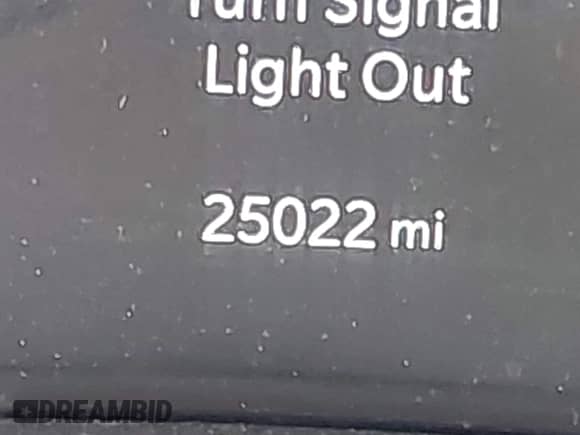 Turn Signal
Light Out
25022 mi
DREAMBID